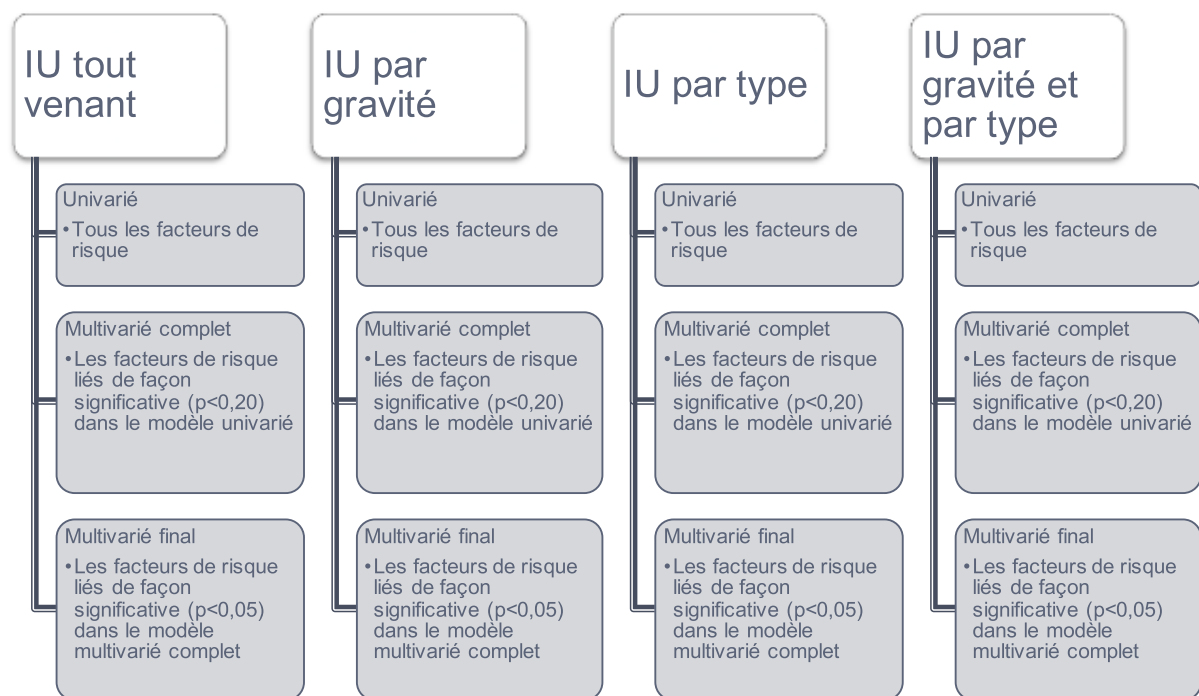 IU tout
venant
Univarié
•Tous les facteurs de
risque
Multivarié complet
•Les facteurs de risque
liés de façon
significative (p<0,20)
dans le modèle univarié
Multivarié final
•Les facteurs de risque
liés de façon
significative (p<0,05)
dans le modèle
multivarié complet
IU par
gravité
Univarié
•Tous les facteurs de
risque
Multivarié complet
•Les facteurs de risque
liés de façon
significative (p<0,20)
dans le modèle univarié
Multivarié final
•Les facteurs de risque
liés de façon
significative (p<0,05)
dans le modèle
multivarié complet
IU par type
Univarié
•Tous les facteurs de
risque
Multivarié complet
•Les facteurs de risque
liés de façon
significative (p<0,20)
dans le modèle univarié
Multivarié final
•Les facteurs de risque
liés de façon
significative (p<0,05)
dans le modèle
multivarié complet
IU par
gravité et
par type
Univarié
•Tous les facteurs de
risque
Multivarié complet
•Les facteurs de risque
liés de façon
significative (p<0,20)
dans le modèle univarié
Multivarié final
•Les facteurs de risque
liés de façon
significative (p<0,05)
dans le modèle
multivarié complet